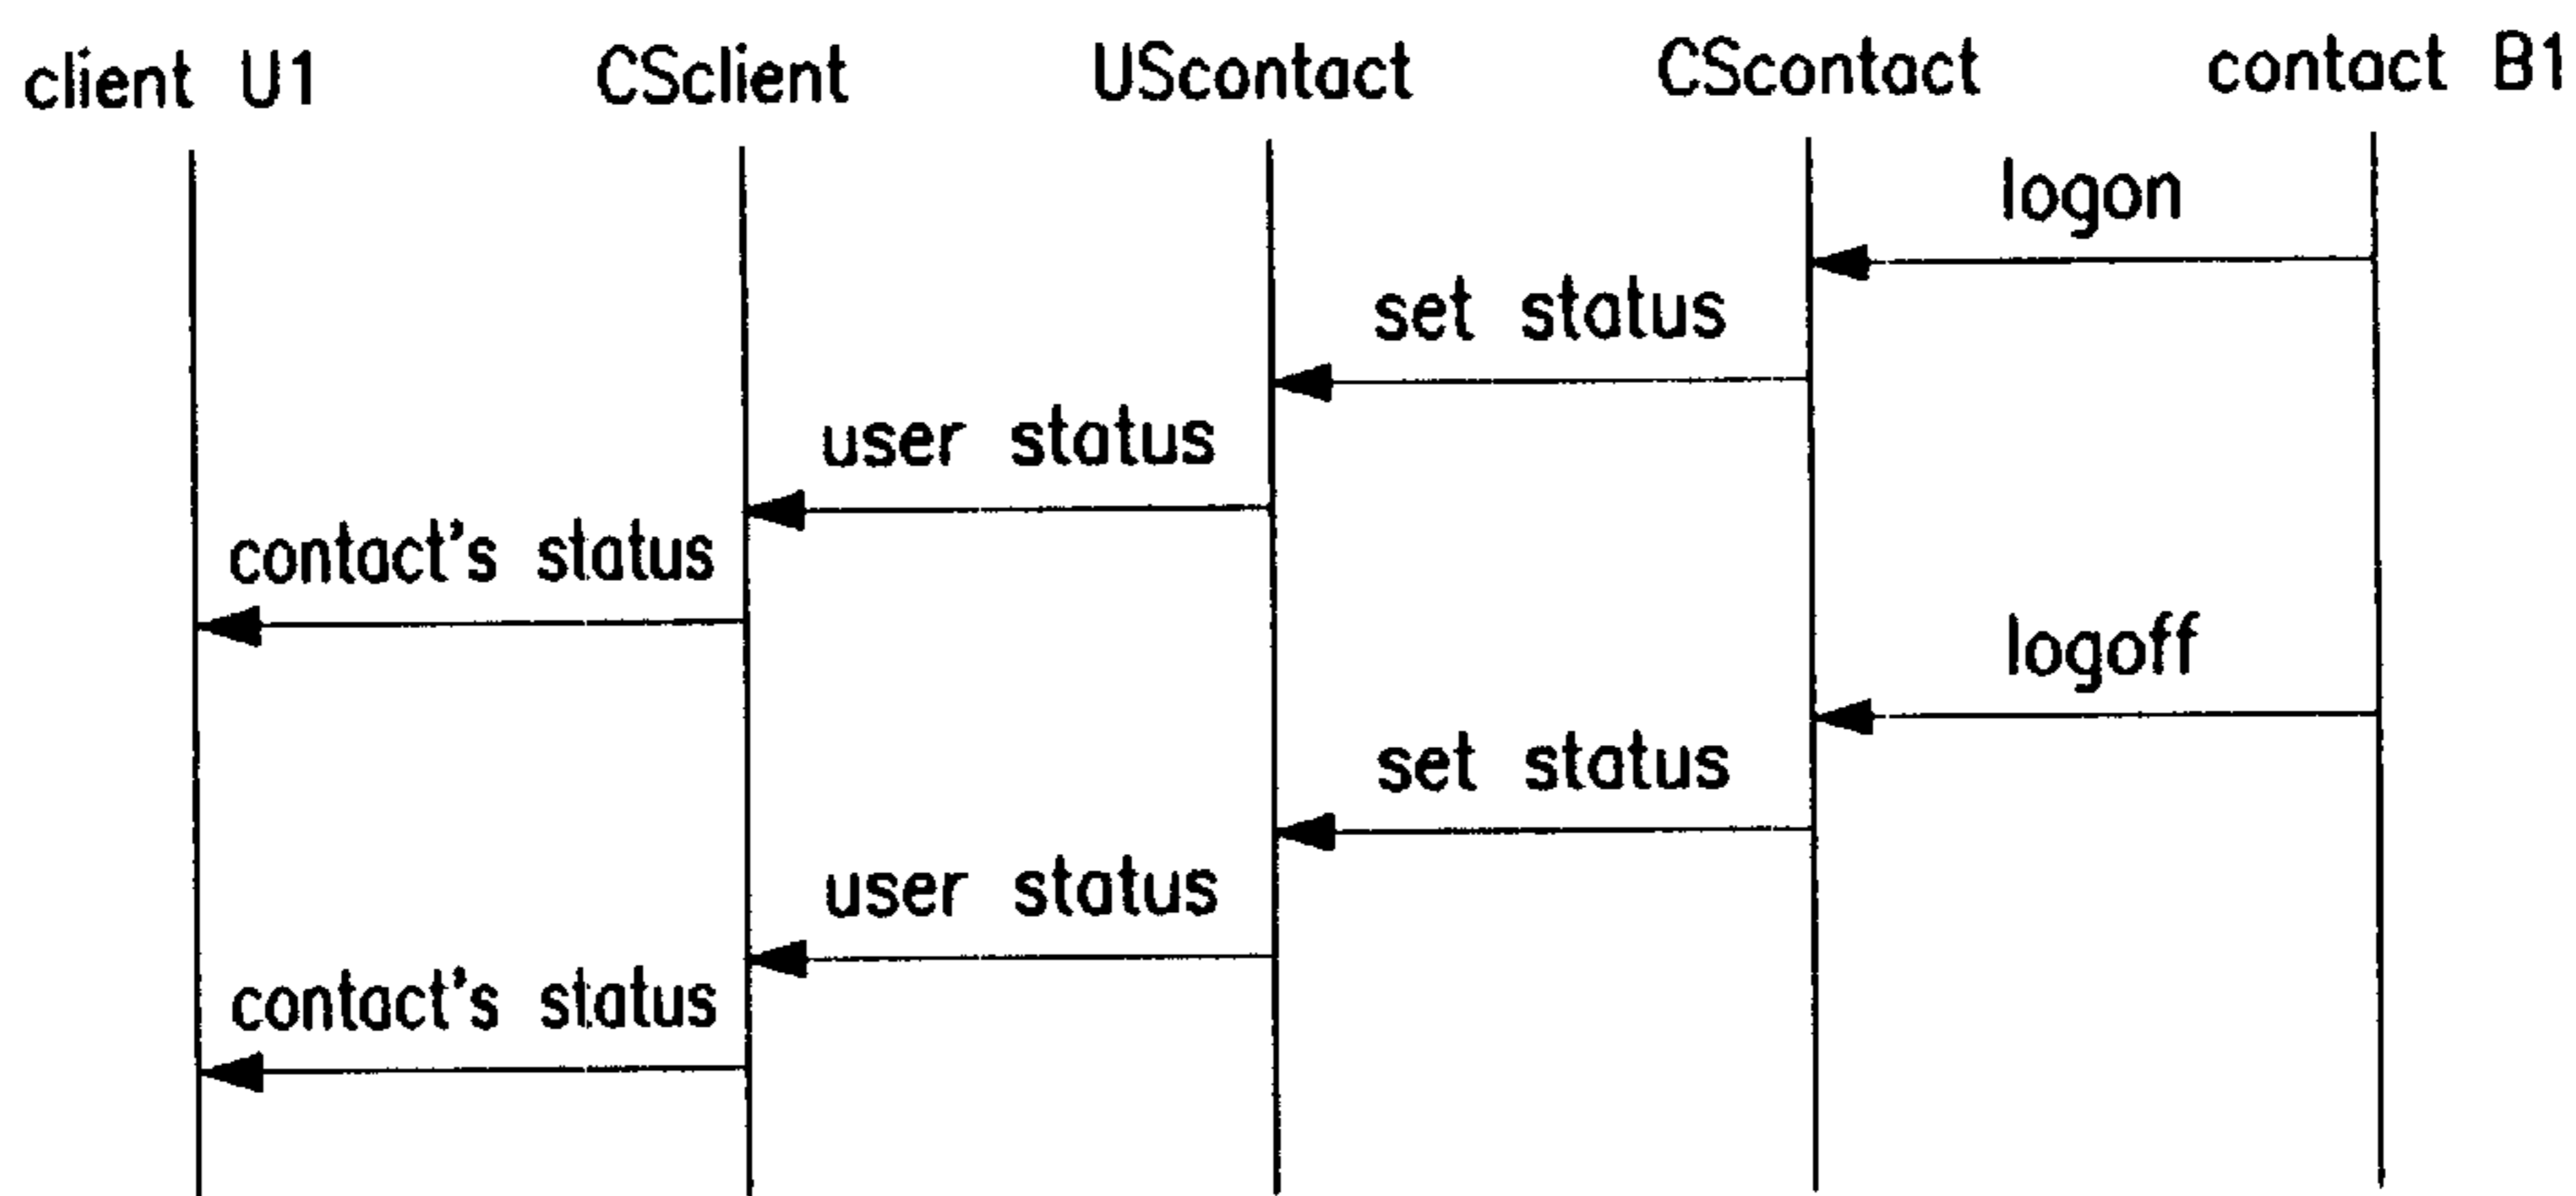 client U1 CSclient UScontact CScontact contact B1
logon
set status
user status
contact's status
logoff
set status
user status
contact's status